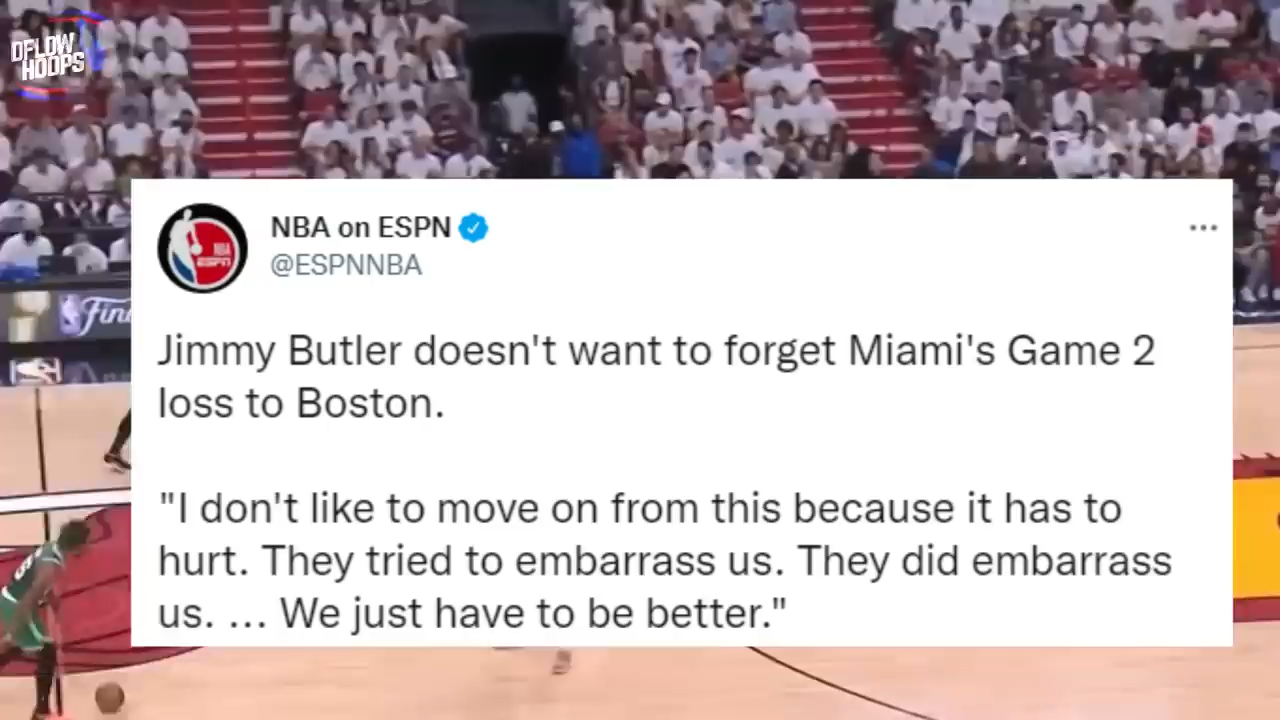 DFLOW
HOOPS
NBA on ESPN
@ESPNNBA
Jimmy Butler doesn't want to forget Miami's Game 2
loss to Boston.
"I don't like to move on from this because it has to
hurt. They tried to embarrass us. They did embarrass
us. ... We just have to be better."